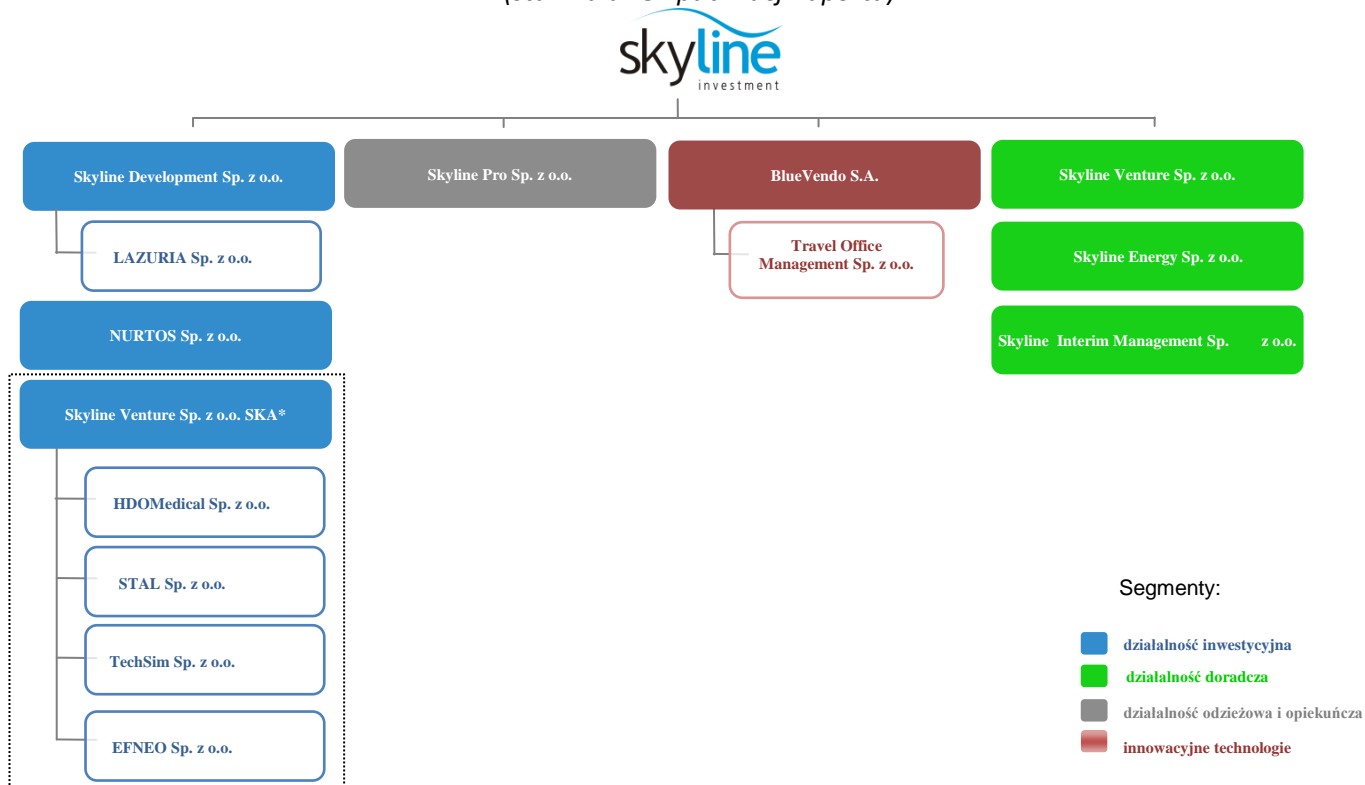 skyline
investment
Skyline Development Sp. z o.o.
Skyline Pro Sp. z o.o.
BlueVendo S.A.
Skyline Venture Sp. z o.o.
LAZURIA Sp. z o.o.
Travel Office
Management Sp. z o.o.
Skyline Energy Sp. z o.o.
NURTOS Sp. z o.o.
Skyline Interim Management Sp. z o.o.
Skyline Venture Sp. z o.o. SKA*
HDOMedical Sp. z o.o.
STAL Sp. z o.o.
TechSim Sp. z o.o.
EFNEO Sp. z o.o.
Segmenty:
działalność inwestycyjna
działalność doradcza
działalność odzieżowa i opiekuńcza
innowacyjne technologie